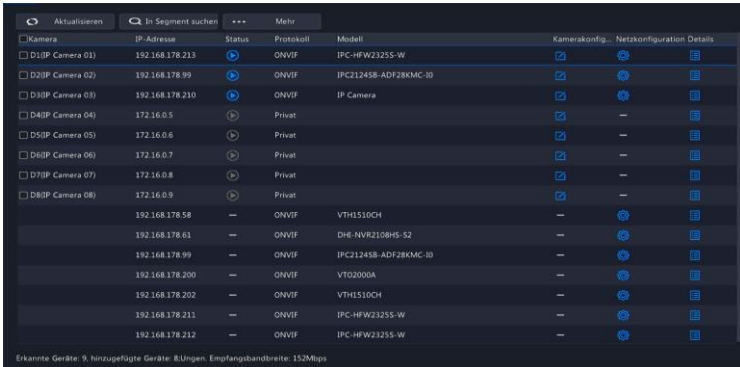 Aktualisieren In Segment suchen Mehr
Kamera IP-Adresse Status Protokoll Modell Kamerakonfig... Netzkonfiguration Details
D1(IP Camera 01) 192.168.178.213 ONVIF IPC-HFW2325S-W
D2(IP Camera 02) 192.168.178.99 ONVIF IPC2124SB-ADF28KMC-I0
D3(IP Camera 03) 192.168.178.210 ONVIF IP Camera
D4(IP Camera 04) 172.16.0.5 Privat —
D5(IP Camera 05) 172.16.0.6 Privat —
D6(IP Camera 06) 172.16.0.7 Privat —
D7(IP Camera 07) 172.16.0.8 Privat —
D8(IP Camera 08) 172.16.0.9 Privat —
192.168.178.58 — ONVIF VTH1510CH —
192.168.178.61 — ONVIF DHI-NVR2108HS-S2 —
192.168.178.99 — ONVIF IPC2124SB-ADF28KMC-I0 —
192.168.178.200 — ONVIF VTO2000A —
192.168.178.202 — ONVIF VTH1510CH —
192.168.178.211 — ONVIF IPC-HFW2325S-W —
192.168.178.212 — ONVIF IPC-HFW2325S-W —
Erkannte Geräte: 9, hinzugefügte Geräte: 8;Ungen. Empfangsbandbreite: 152Mbps